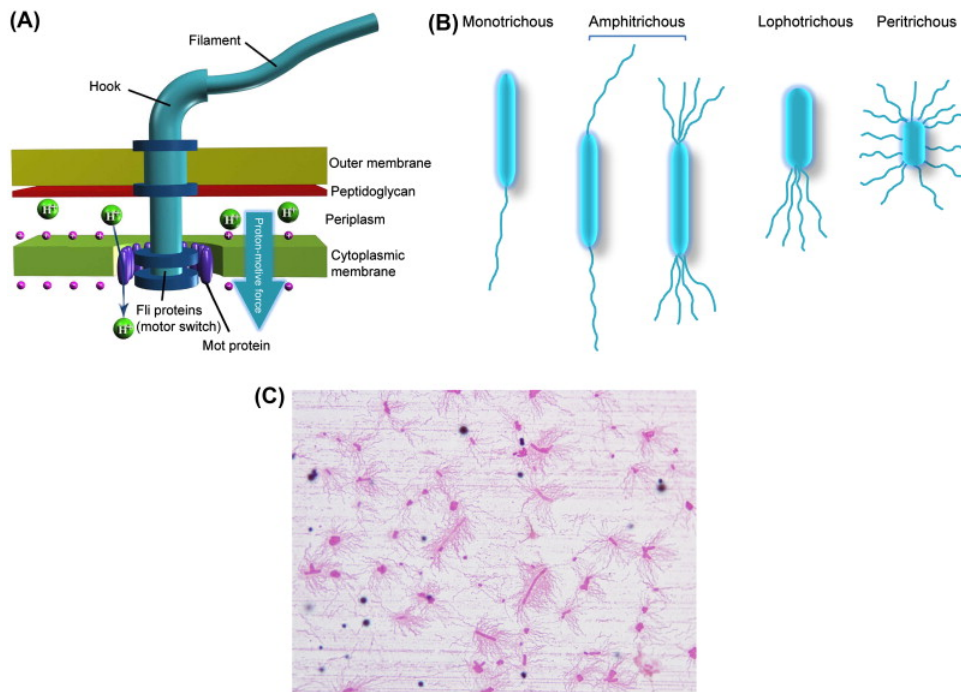 (A)
Filament
Hook
Outer membrane
Peptidoglycan
H+ H+ H+ H+
Periplasm
+ + + + + +
Cytoplasmic
membrane
Proton-motive force
Fli proteins
(motor switch)
H+
Mot protein
(B)
Monotrichous Amphitrichous Lophotrichous Peritrichous
(C)